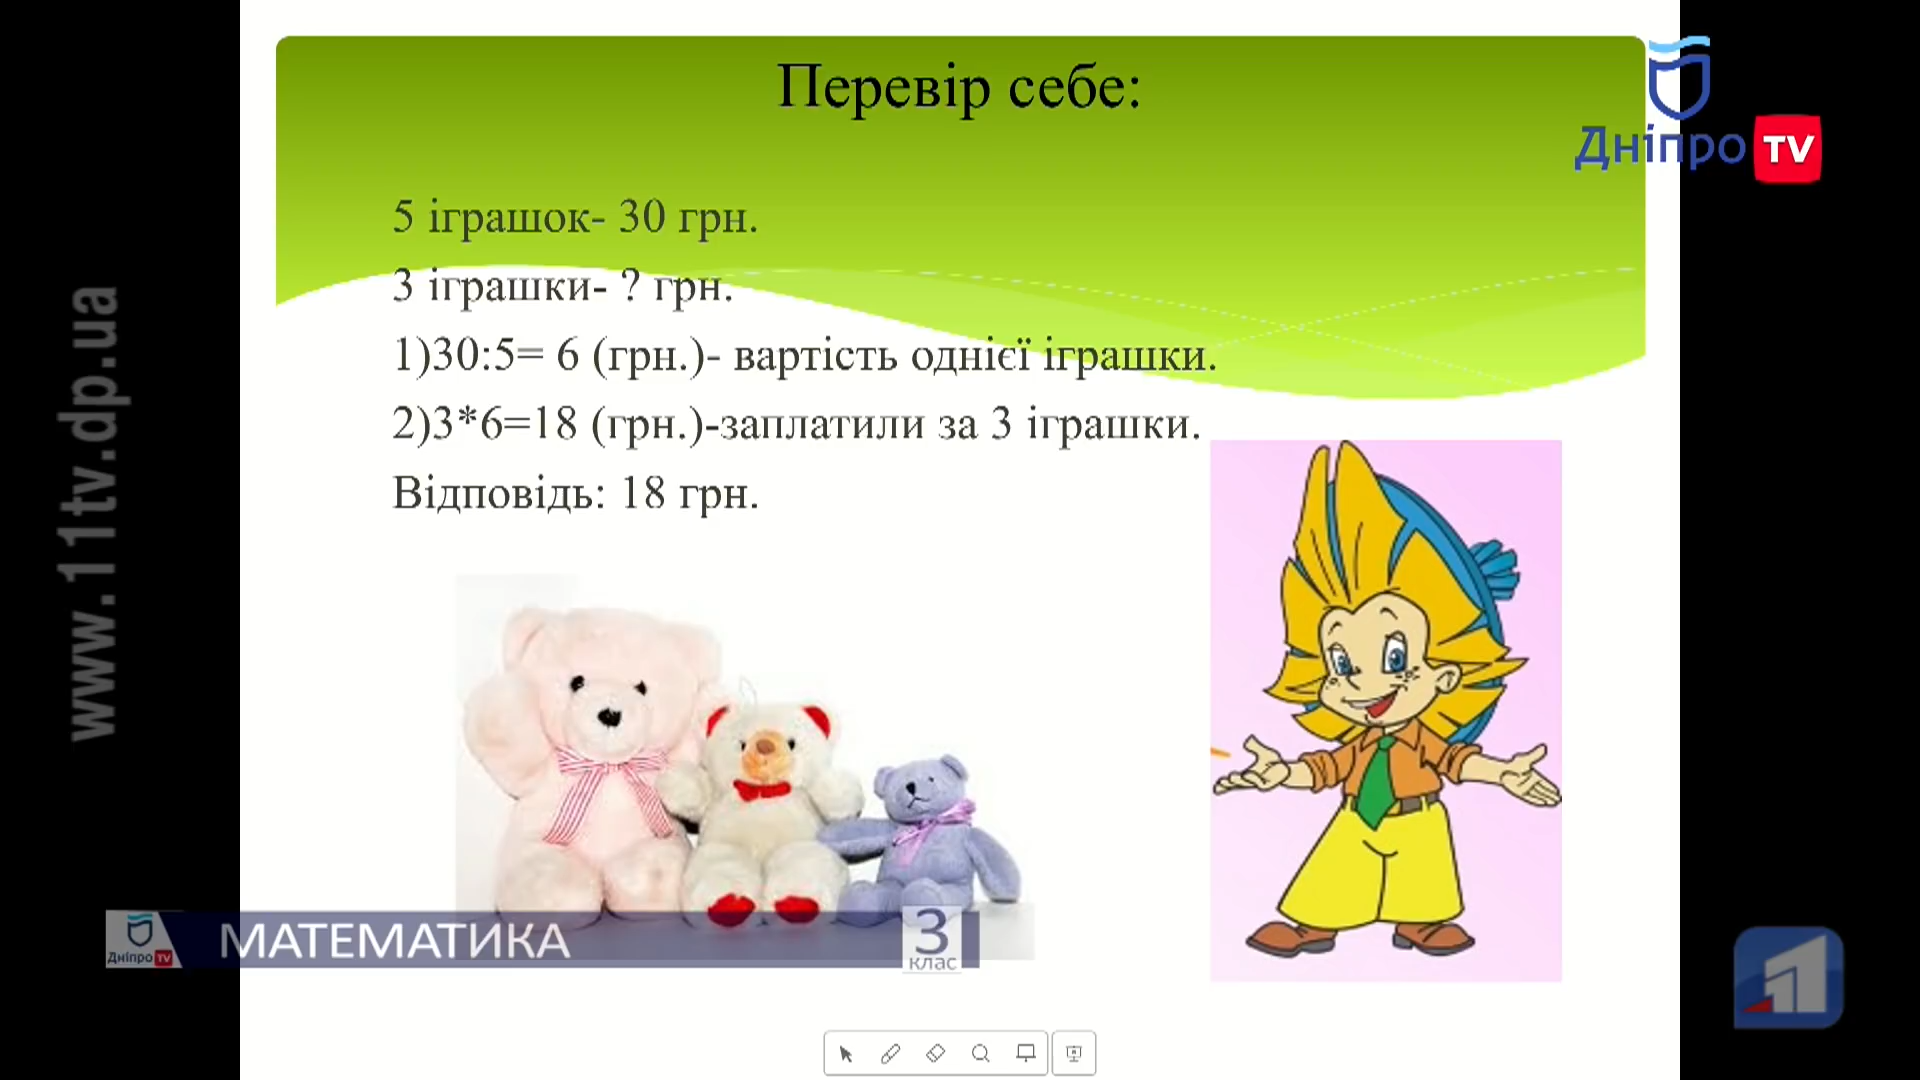 Перевір себе:
Дніпро TV
5 іграшок- 30 грн.
3 іграшки- ? грн.
1)30:5= 6 (грн.)- вартість однієї іграшки.
2)3*6=18 (грн.)-заплатили за 3 іграшки.
Відповідь: 18 грн.
www.11tv.dp.ua
Дніпро TV
МАТЕМАТИКА
3
клас
11